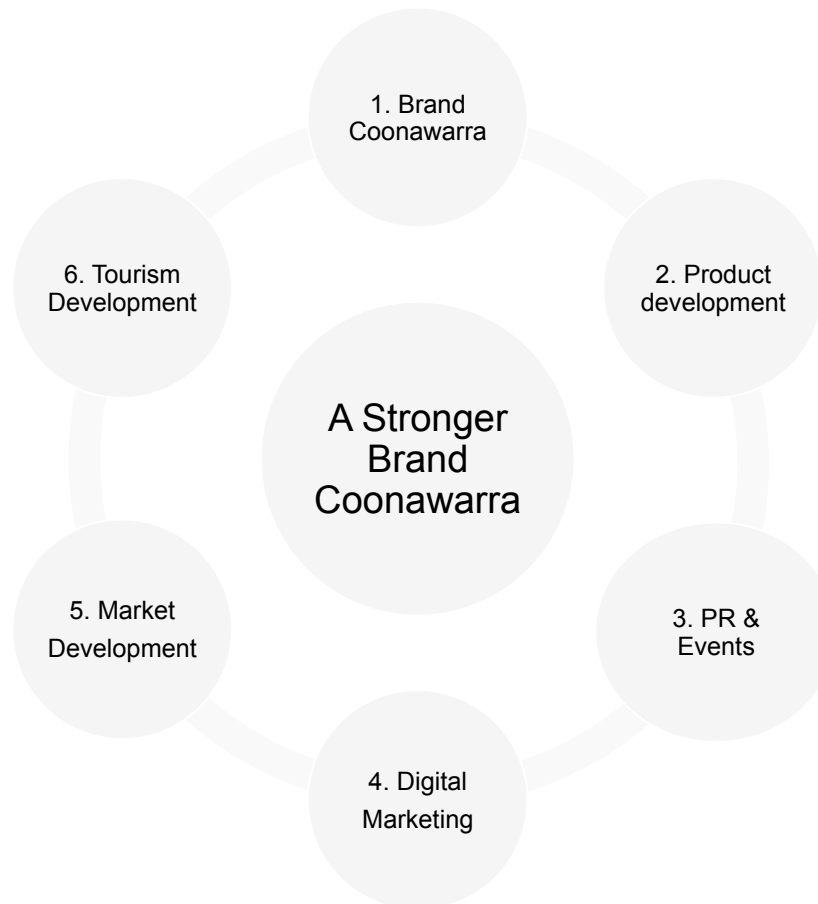 1. Brand
Coonawarra
2. Product
development
3. PR &
Events
4. Digital
Marketing
5. Market
Development
6. Tourism
Development
A Stronger
Brand
Coonawarra